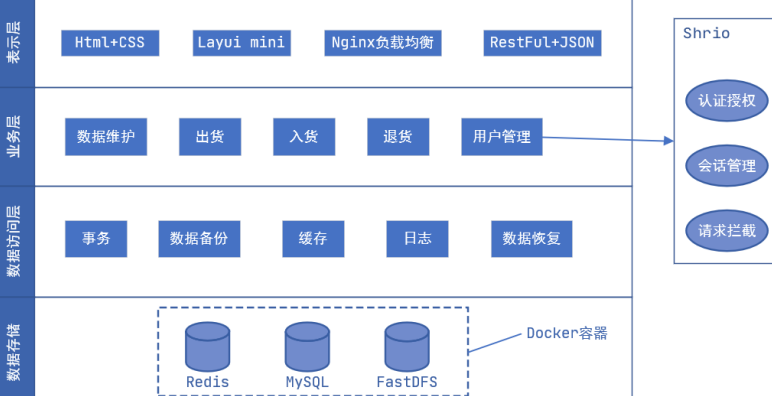 表示层
Html+CSS
Layui mini
Nginx负载均衡
RestFul+JSON
Shrio
认证授权
会话管理
请求拦截
业务层
数据维护
出货
入货
退货
用户管理
数据访问层
事务
数据备份
缓存
日志
数据恢复
数据存储
Redis
MySQL
FastDFS
Docker容器